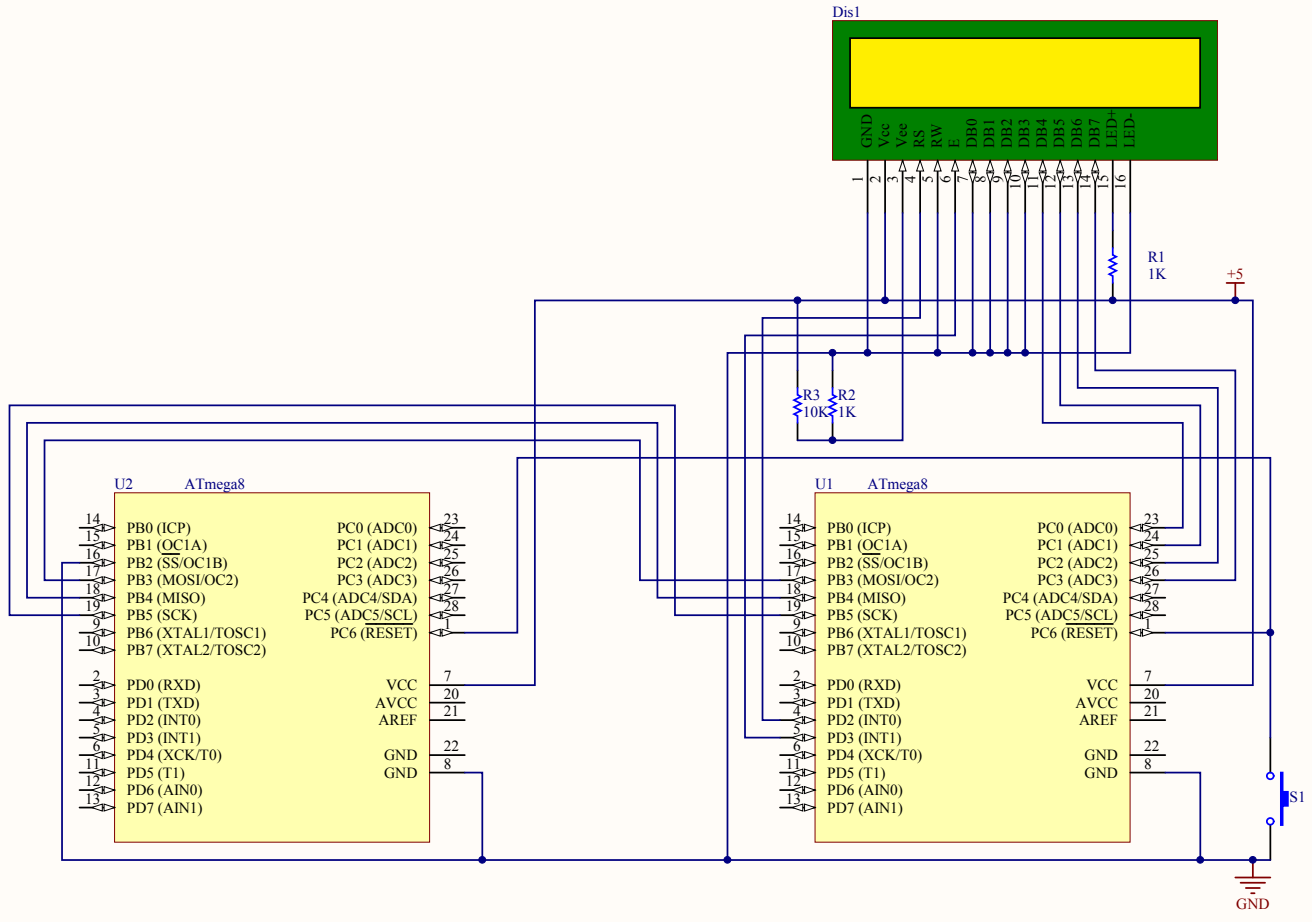 Dis1
GND
Vcc
Vee
RS
RW
E
DB0
DB1
DB2
DB3
DB4
DB5
DB6
DB7
LED+
LED-
1
2
3
4
5
6
7
8
9
10
11
12
13
14
15
16
R1
1K
+5
R3
10K
R2
1K
U2 ATmega8
14 PB0 (ICP) PC0 (ADC0) 23
15 PB1 (OC1A) PC1 (ADC1) 24
16 PB2 (SS/OC1B) PC2 (ADC2) 25
17 PB3 (MOSI/OC2) PC3 (ADC3) 26
18 PB4 (MISO) PC4 (ADC4/SDA) 27
19 PB5 (SCK) PC5 (ADC5/SCL) 28
9 PB6 (XTAL1/TOSC1) PC6 (RESET) 1
10 PB7 (XTAL2/TOSC2)
2 PD0 (RXD) VCC 7
3 PD1 (TXD) AVCC 20
4 PD2 (INT0) AREF 21
5 PD3 (INT1)
6 PD4 (XCK/T0) GND 22
11 PD5 (T1) GND 8
12 PD6 (AIN0)
13 PD7 (AIN1)
U1 ATmega8
14 PB0 (ICP) PC0 (ADC0) 23
15 PB1 (OC1A) PC1 (ADC1) 24
16 PB2 (SS/OC1B) PC2 (ADC2) 25
17 PB3 (MOSI/OC2) PC3 (ADC3) 26
18 PB4 (MISO) PC4 (ADC4/SDA) 27
19 PB5 (SCK) PC5 (ADC5/SCL) 28
9 PB6 (XTAL1/TOSC1) PC6 (RESET) 1
10 PB7 (XTAL2/TOSC2)
2 PD0 (RXD) VCC 7
3 PD1 (TXD) AVCC 20
4 PD2 (INT0) AREF 21
5 PD3 (INT1)
6 PD4 (XCK/T0) GND 22
11 PD5 (T1) GND 8
12 PD6 (AIN0)
13 PD7 (AIN1)
S1
GND